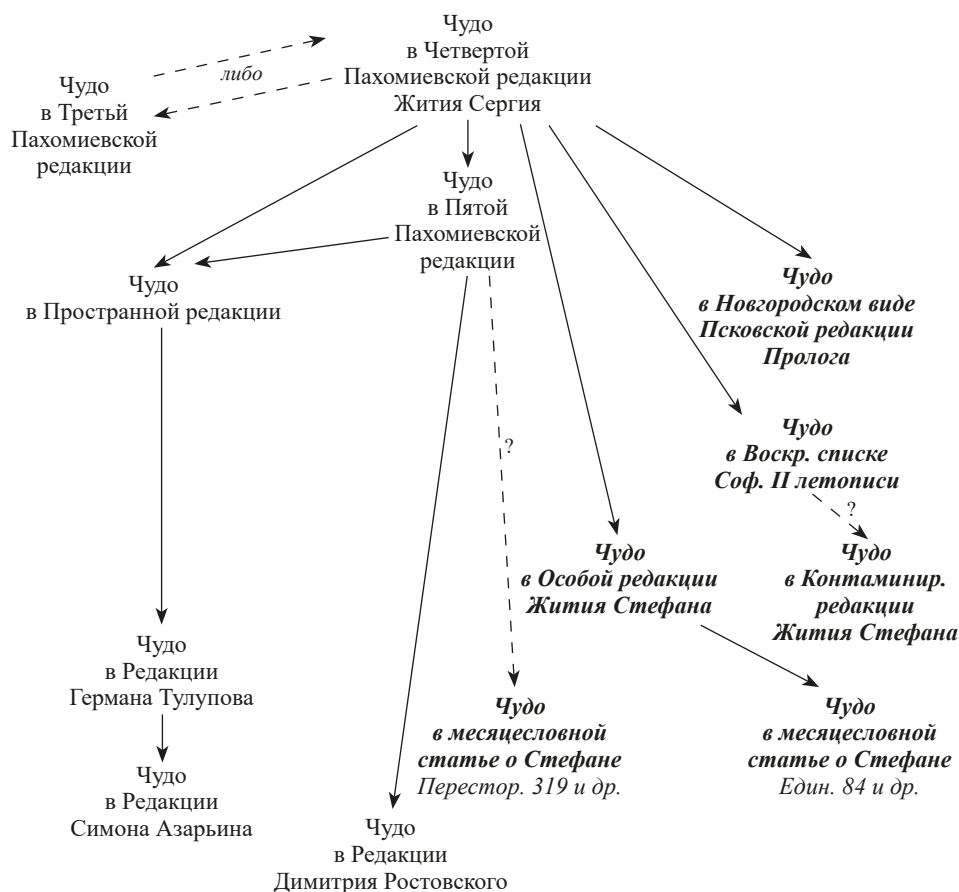 Чудо
в Четвертой
Пахомиевской редакции
Жития Сергия
либо
Чудо
в Третьей
Пахомиевской
редакции
Чудо
в Пятой
Пахомиевской
редакции
Чудо
в Пространной редакции
Чудо
в Новгородском виде
Псковской редакции
Пролога
Чудо
в Воскр. списке
Соф. II летописи
?
?
Чудо
в Особой редакции
Жития Стефана
Чудо
в Контаминир.
редакции
Жития Стефана
Чудо
в Редакции
Германа Тулупова
Чудо
в месяцесловной
статье о Стефане
Перестор. 319 и др.
Чудо
в месяцесловной
статье о Стефане
Един. 84 и др.
Чудо
в Редакции
Симона Азарьина
Чудо
в Редакции
Димитрия Ростовского